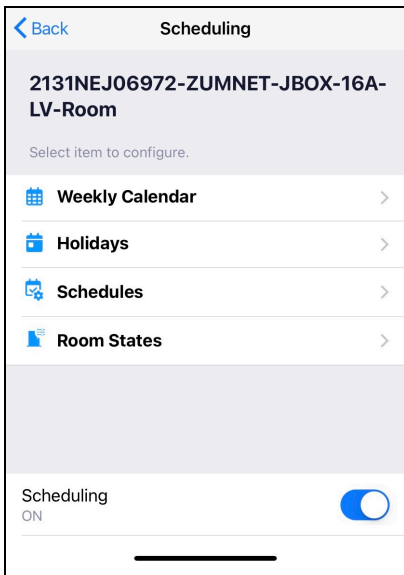 Back
Scheduling
2131NEJ06972-ZUMNET-JBOX-16A-
LV-Room
Select item to configure.
Weekly Calendar
Holidays
Schedules
Room States
Scheduling
ON